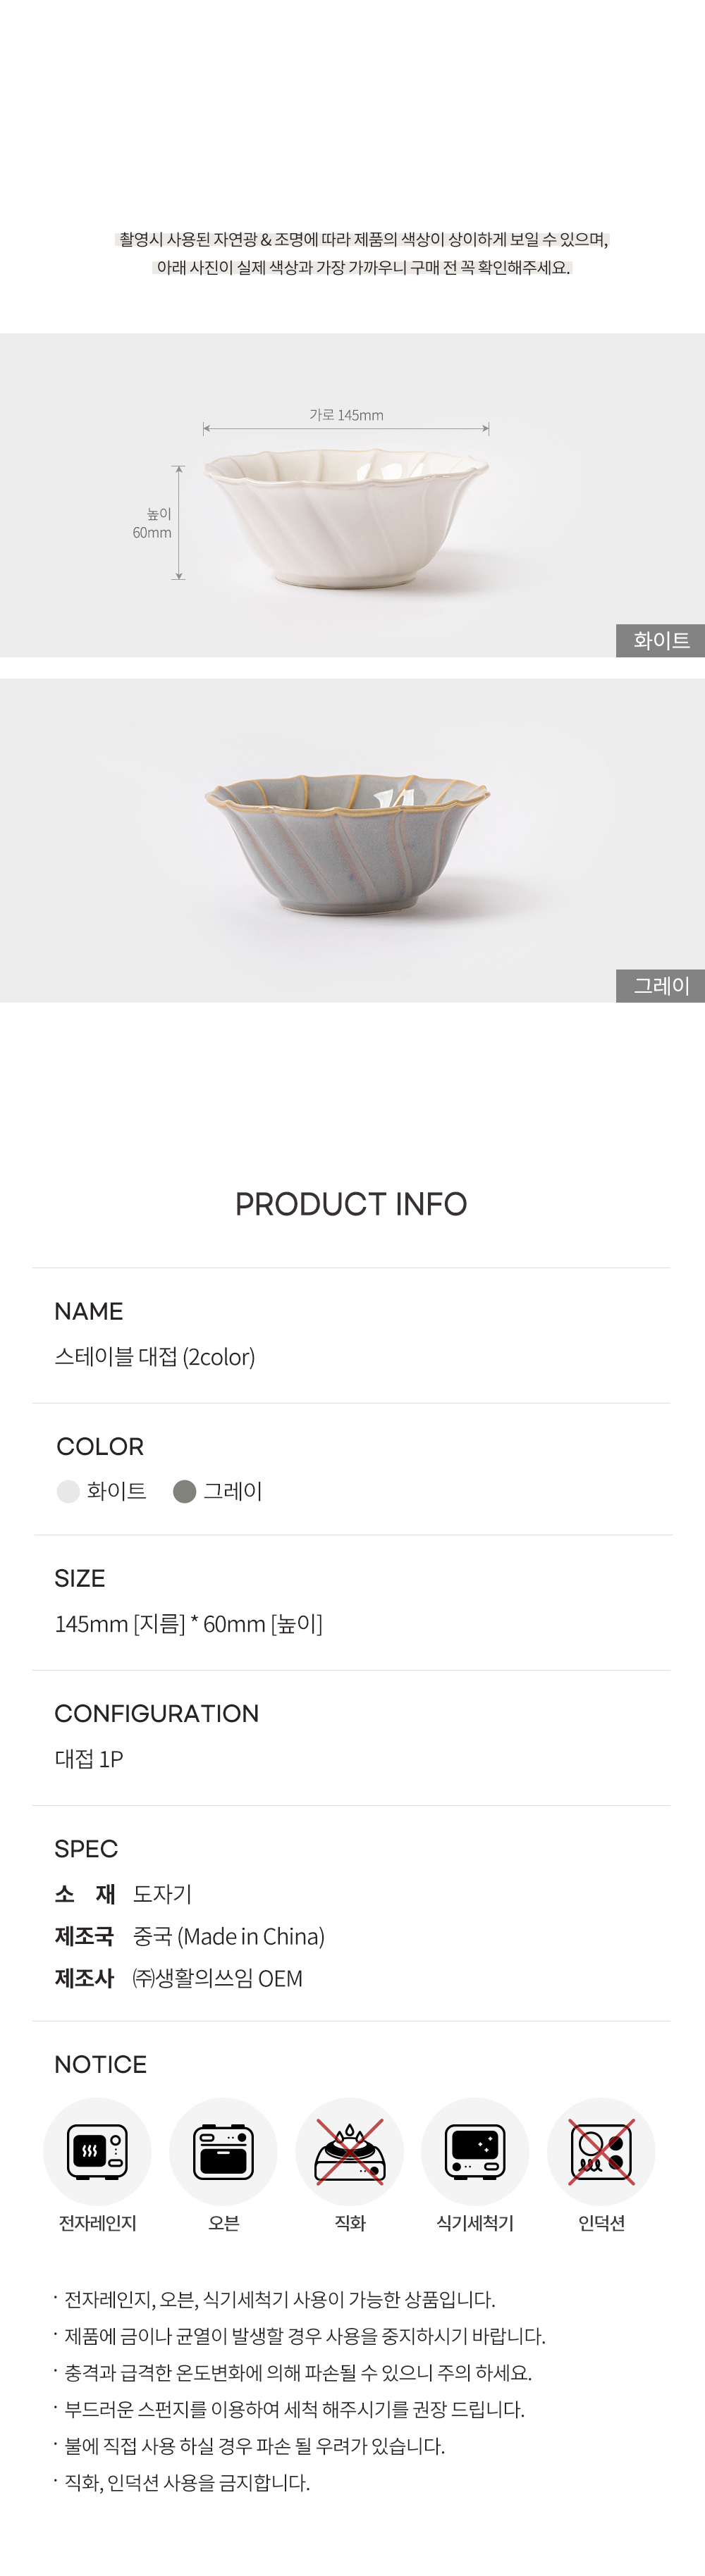 촬영시 사용된 자연광 & 조명에 따라 제품의 색상이 상이하게 보일 수 있으며,
아래 사진이 실제 색상과 가장 가까우니 구매 전 꼭 확인해주세요.
가로 145mm
높이
60mm
화이트
그레이
PRODUCT INFO
NAME
스테이블 대접 (2color)
COLOR
화이트 그레이
SIZE
145mm [지름] * 60mm [높이]
CONFIGURATION
대접 1P
SPEC
소 재 도자기
제조국 중국 (Made in China)
제조사 ㈜생활의쓰임 OEM
NOTICE
전자레인지 오븐 직화 식기세척기 인덕션
· 전자레인지, 오븐, 식기세척기 사용이 가능한 상품입니다.
· 제품에 금이나 균열이 발생할 경우 사용을 중지하시기 바랍니다.
· 충격과 급격한 온도변화에 의해 파손될 수 있으니 주의 하세요.
· 부드러운 스펀지를 이용하여 세척 해주시기를 권장 드립니다.
· 불에 직접 사용 하실 경우 파손 될 우려가 있습니다.
· 직화, 인덕션 사용을 금지합니다.